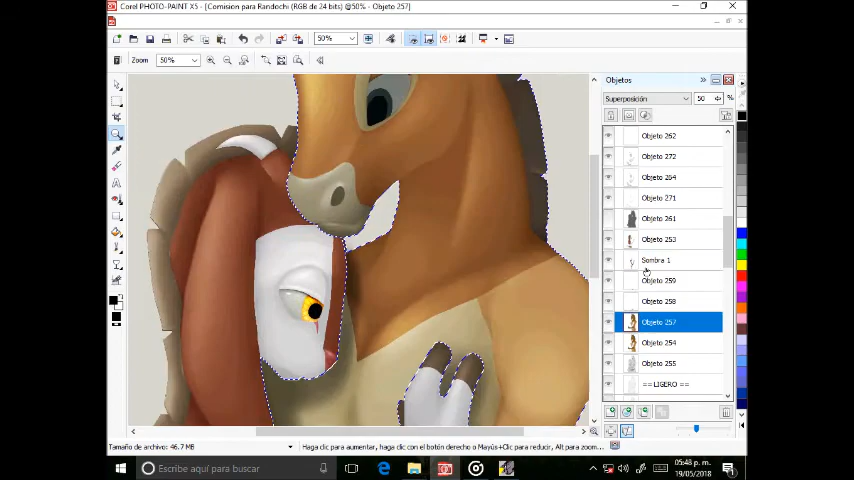 Corel PHOTO-PAINT X5 - [Comision para Randochi (RGB de 24 bits) @50% - Objeto 257]
50%
Zoom 50%
Objetos
Superposición 50 %
Objeto 262
Objeto 272
Objeto 264
Objeto 271
Objeto 261
Objeto 253
Sombra 1
Objeto 259
Objeto 258
Objeto 257
Objeto 254
Objeto 255
==LIGERO ==
Tamaño de archivo: 46.7 MB
Haga clic para aumentar, haga clic con el botón derecho o Mayús+Clic para reducir, Alt para zoom...
Escribe aquí para buscar
05:48 p. m.
19/05/2018